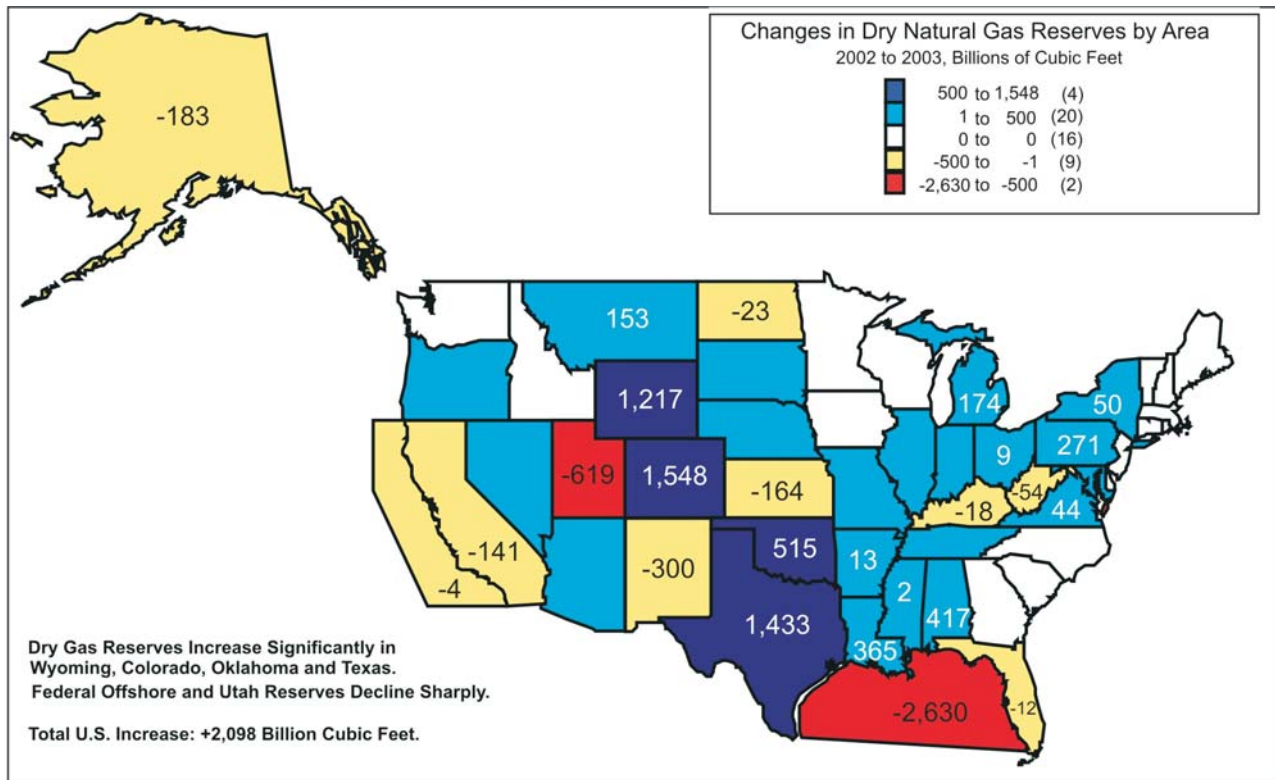 Changes in Dry Natural Gas Reserves by Area
2002 to 2003, Billions of Cubic Feet
500 to 1,548 (4)
1 to 500 (20)
0 to 0 (16)
-500 to -1 (9)
-2,630 to -500 (2)
-183
153
-23
1,217
174
50
-619
1,548
-164
9
271
-54
-18
44
-141
-4
-300
515
13
2
417
1,433
365
-2,630
-12
Dry Gas Reserves Increase Significantly in
Wyoming, Colorado, Oklahoma and Texas.
Federal Offshore and Utah Reserves Decline Sharply.
Total U.S. Increase: +2,098 Billion Cubic Feet.